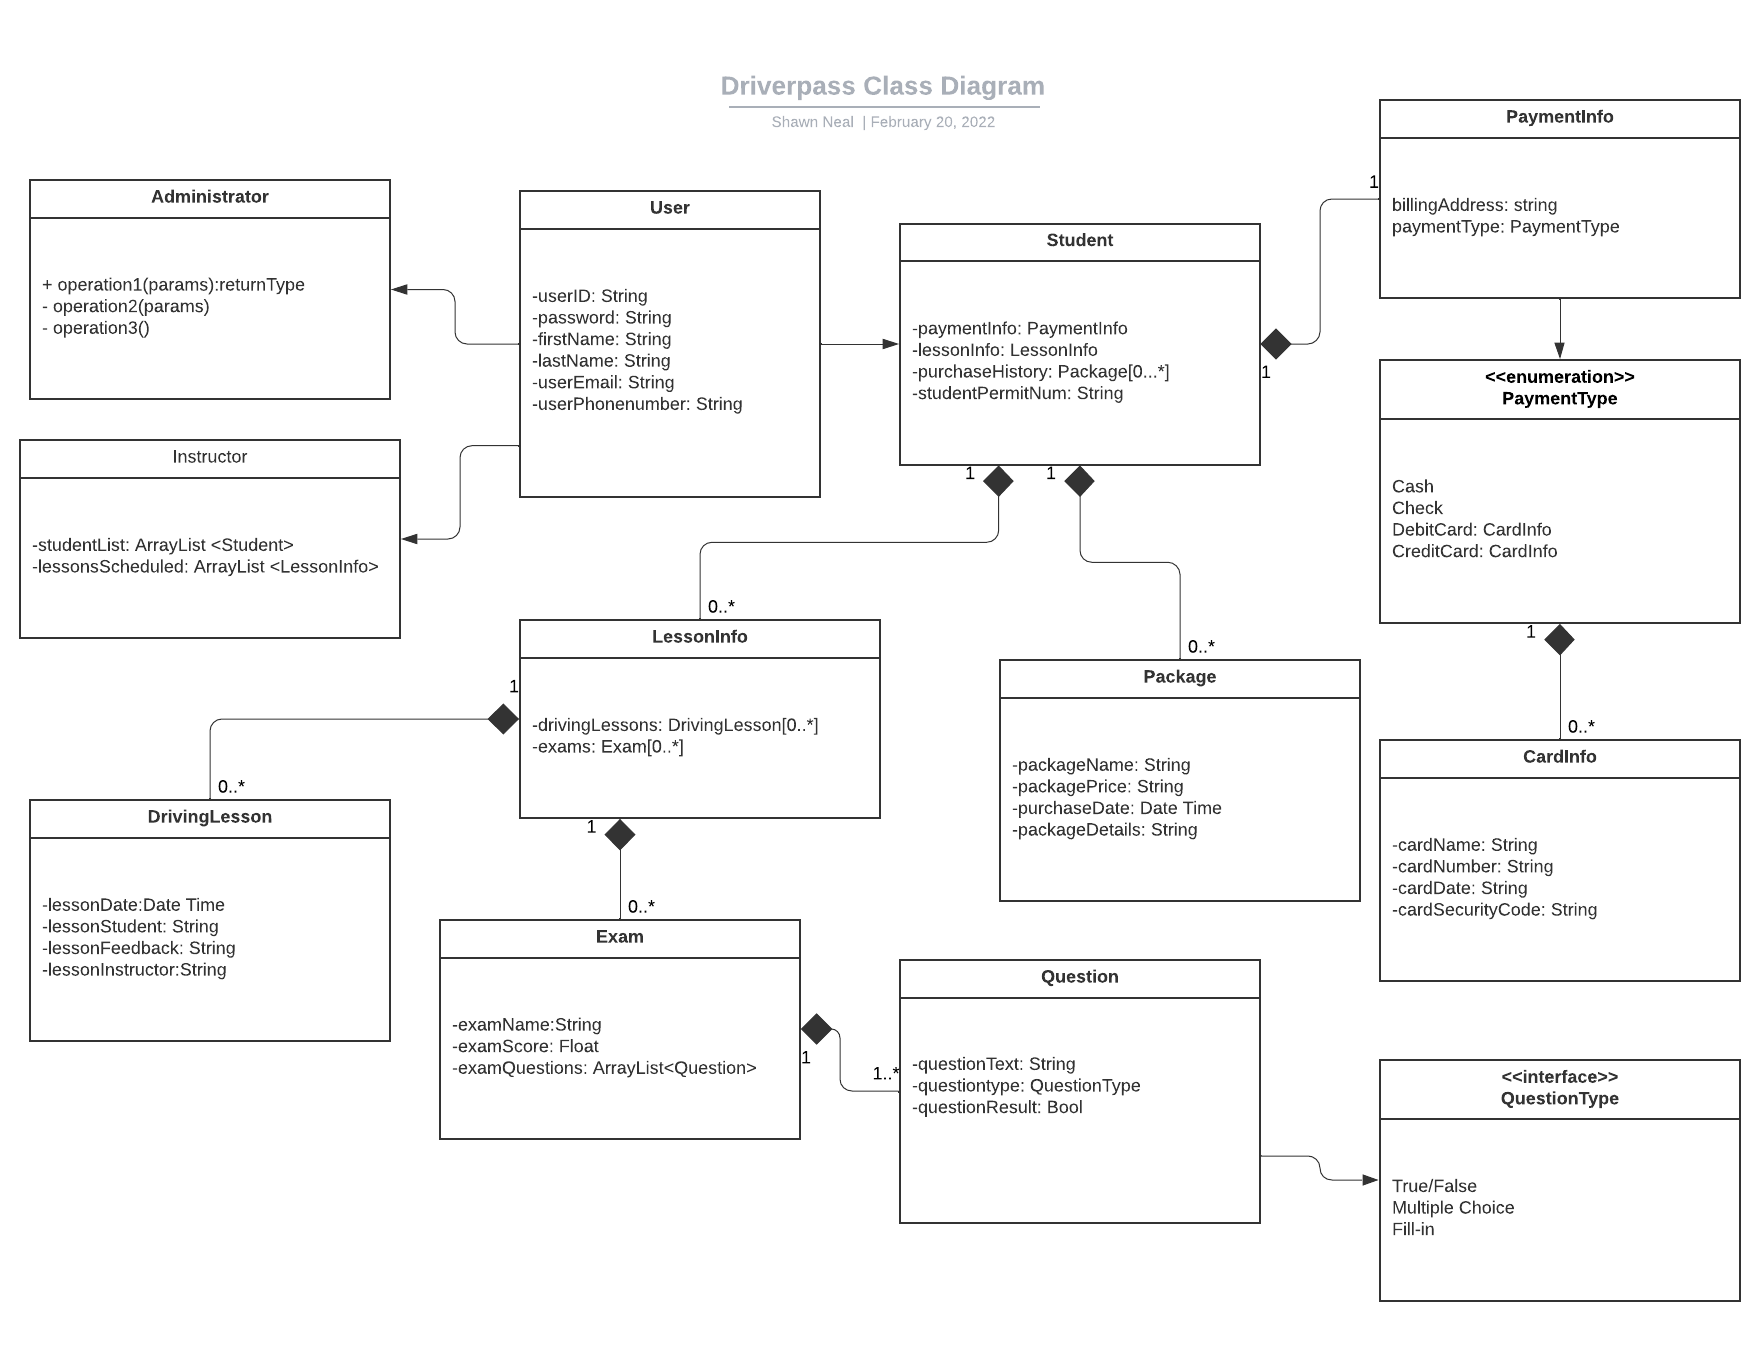 Driverpass Class Diagram
Shawn Neal | February 20, 2022
Administrator
+ operation1(params):returnType
- operation2(params)
- operation3()
User
-userID: String
-password: String
-firstName: String
-lastName: String
-userEmail: String
-userPhonenumber: String
Student
-paymentInfo: PaymentInfo
-lessonInfo: LessonInfo
-purchaseHistory: Package[0...*]
-studentPermitNum: String
1
1
1
1
PaymentInfo
billingAddress: string
paymentType: PaymentType
<<enumeration>>
PaymentType
Cash
Check
DebitCard: CardInfo
CreditCard: CardInfo
1
0..*
Instructor
-studentList: ArrayList <Student>
-lessonsScheduled: ArrayList <LessonInfo>
0..*
LessonInfo
-drivingLessons: DrivingLesson[0..*]
-exams: Exam[0..*]
1
1
0..*
Package
-packageName: String
-packagePrice: String
-purchaseDate: Date Time
-packageDetails: String
CardInfo
-cardName: String
-cardNumber: String
-cardDate: String
-cardSecurityCode: String
0..*
DrivingLesson
-lessonDate:Date Time
-lessonStudent: String
-lessonFeedback: String
-lessonInstructor:String
0..*
Exam
-examName:String
-examScore: Float
-examQuestions: ArrayList<Question>
1
1..*
Question
-questionText: String
-questiontype: QuestionType
-questionResult: Bool
<<interface>>
QuestionType
True/False
Multiple Choice
Fill-in